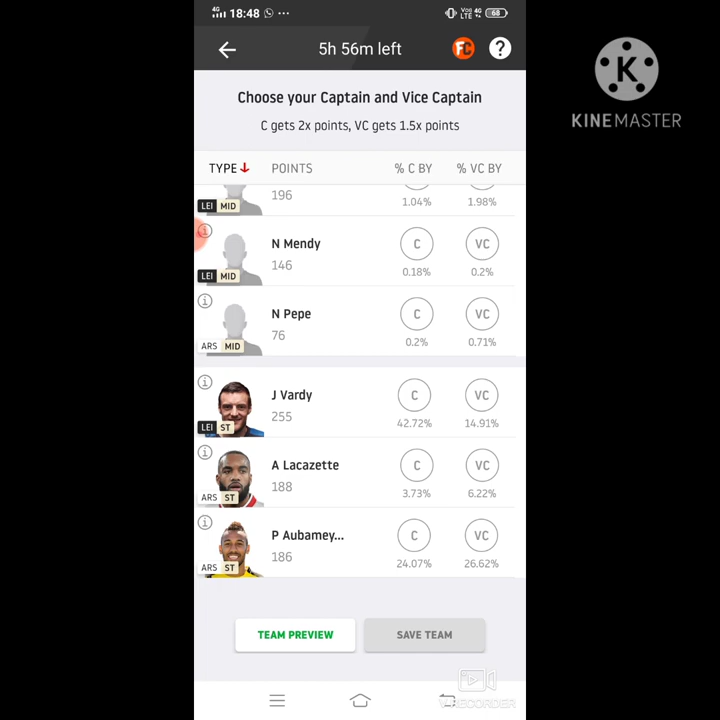 4G 18:48 Vo) LTE 4G 68
5h 56m left
FC ?
Choose your Captain and Vice Captain
C gets 2x points, VC gets 1.5x points
TYPE POINTS % C BY % VC BY
196
LEI MID 1.04% 1.98%
N Mendy C VC
146
LEI MID 0.18% 0.2%
N Pepe C VC
76
ARS MID 0.2% 0.71%
J Vardy C VC
255
LEI ST 42.72% 14.91%
A Lacazette C VC
188
ARS ST 3.73% 6.22%
P Aubamey... C VC
186
ARS ST 24.07% 26.62%
TEAM PREVIEW SAVE TEAM
K
KINEMASTER
RECORDER